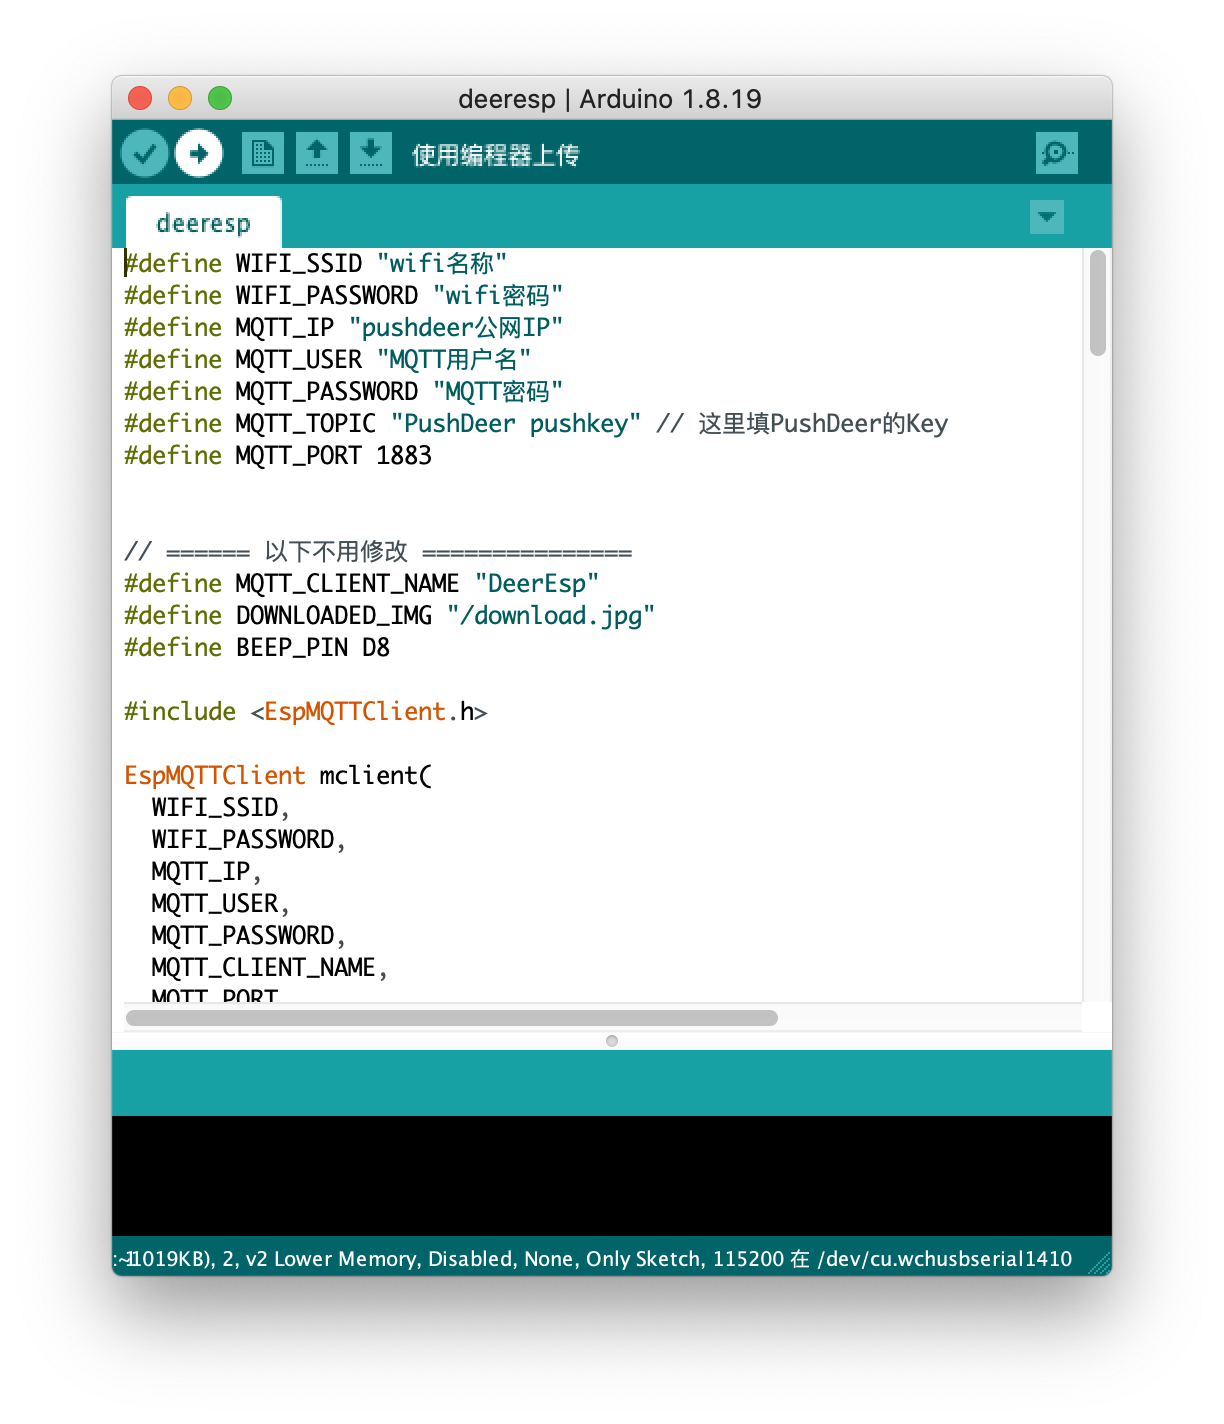 deeresp | Arduino 1.8.19
使用编程器上传
deeresp
#define WIFI_SSID "wifi名称"
#define WIFI_PASSWORD "wifi密码"
#define MQTT_IP "pushdeer公网IP"
#define MQTT_USER "MQTT用户名"
#define MQTT_PASSWORD "MQTT密码"
#define MQTT_TOPIC "PushDeer pushkey" // 这里填PushDeer的Key
#define MQTT_PORT 1883
// ====== 以下不用修改 ===============
#define MQTT_CLIENT_NAME "DeerEsp"
#define DOWNLOADED_IMG "/download.jpg"
#define BEEP_PIN D8
#include <EspMQTTClient.h>
EspMQTTClient mclient(
WIFI_SSID,
WIFI_PASSWORD,
MQTT_IP,
MQTT_USER,
MQTT_PASSWORD,
MQTT_CLIENT_NAME,
MQTT_PORT
:~1019KB), 2, v2 Lower Memory, Disabled, None, Only Sketch, 115200 在 /dev/cu.wchusbserial1410